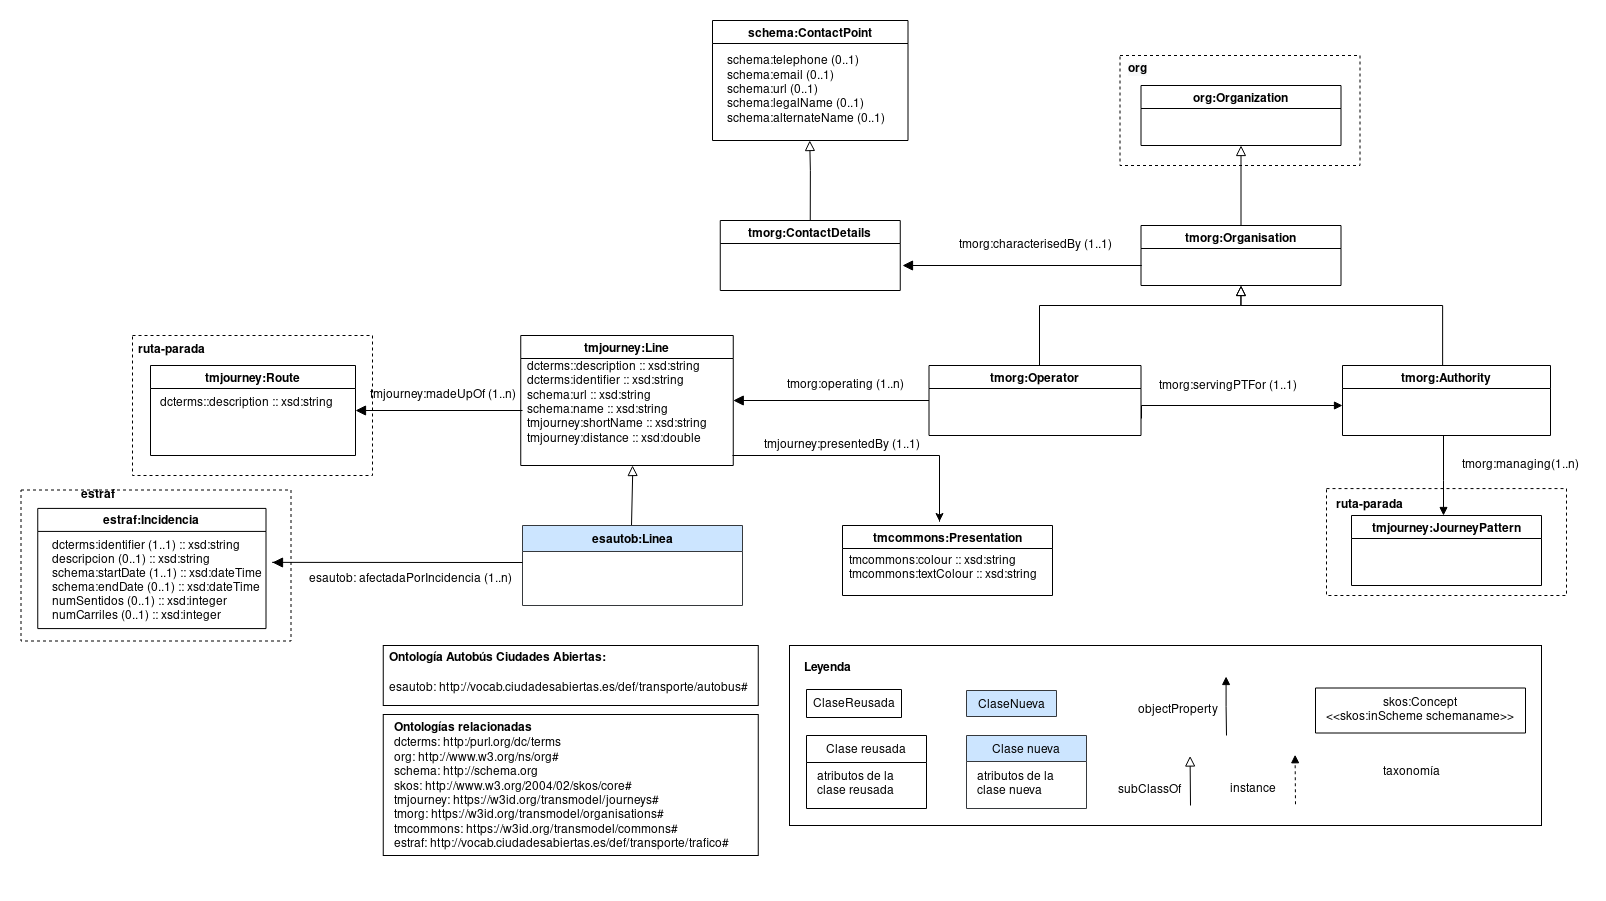 schema:ContactPoint
schema:telephone (0..1)
schema:email (0..1)
schema:url (0..1)
schema:legalName (0..1)
schema:alternateName (0..1)
org
org:Organization
tmorg:ContactDetails
tmorg:characterisedBy (1..1)
tmorg:Organisation
ruta-parada
tmjourney:Route
dcterms::description :: xsd:string
tmjourney:madeUpOf (1..n)
tmjourney:Line
dcterms::description :: xsd:string
dcterms:identifier :: xsd:string
schema:url :: xsd:string
schema:name :: xsd:string
tmjourney:shortName :: xsd:string
tmjourney:distance :: xsd:double
tmorg:operating (1..n)
tmorg:Operator
tmorg:servingPTFor (1..1)
tmorg:Authority
tmjourney:presentedBy (1..1)
tmorg:managing(1..n)
estraf
estraf:Incidencia
dcterms:identifier (1..1) :: xsd:string
descripcion (0..1) :: xsd:string
schema:startDate (1..1) :: xsd:dateTime
schema:endDate (0..1) :: xsd:dateTime
numSentidos (0..1) :: xsd:integer
numCarriles (0..1) :: xsd:integer
esautob: afectadaPorIncidencia (1..n)
esautob:Linea
tmcommons:Presentation
tmcommons:colour :: xsd:string
tmcommons:textColour :: xsd:string
ruta-parada
tmjourney:JourneyPattern
Ontología Autobús Ciudades Abiertas:
esautob: http://vocab.ciudadesabiertas.es/def/transporte/autobus#
Ontologías relacionadas
dcterms: http:/purl.org/dc/terms
org: http://www.w3.org/ns/org#
schema: http://schema.org
skos: http://www.w3.org/2004/02/skos/core#
tmjourney: https://w3id.org/transmodel/journeys#
tmorg: https://w3id.org/transmodel/organisations#
tmcommons: https://w3id.org/transmodel/commons#
estraf: http://vocab.ciudadesabiertas.es/def/transporte/trafico#
Leyenda
ClaseReusada
ClaseNueva
objectProperty
skos:Concept
<<skos:inScheme schemaname>>
Clase reusada
atributos de la
clase reusada
Clase nueva
atributos de la
clase nueva
subClassOf
instance
taxonomía